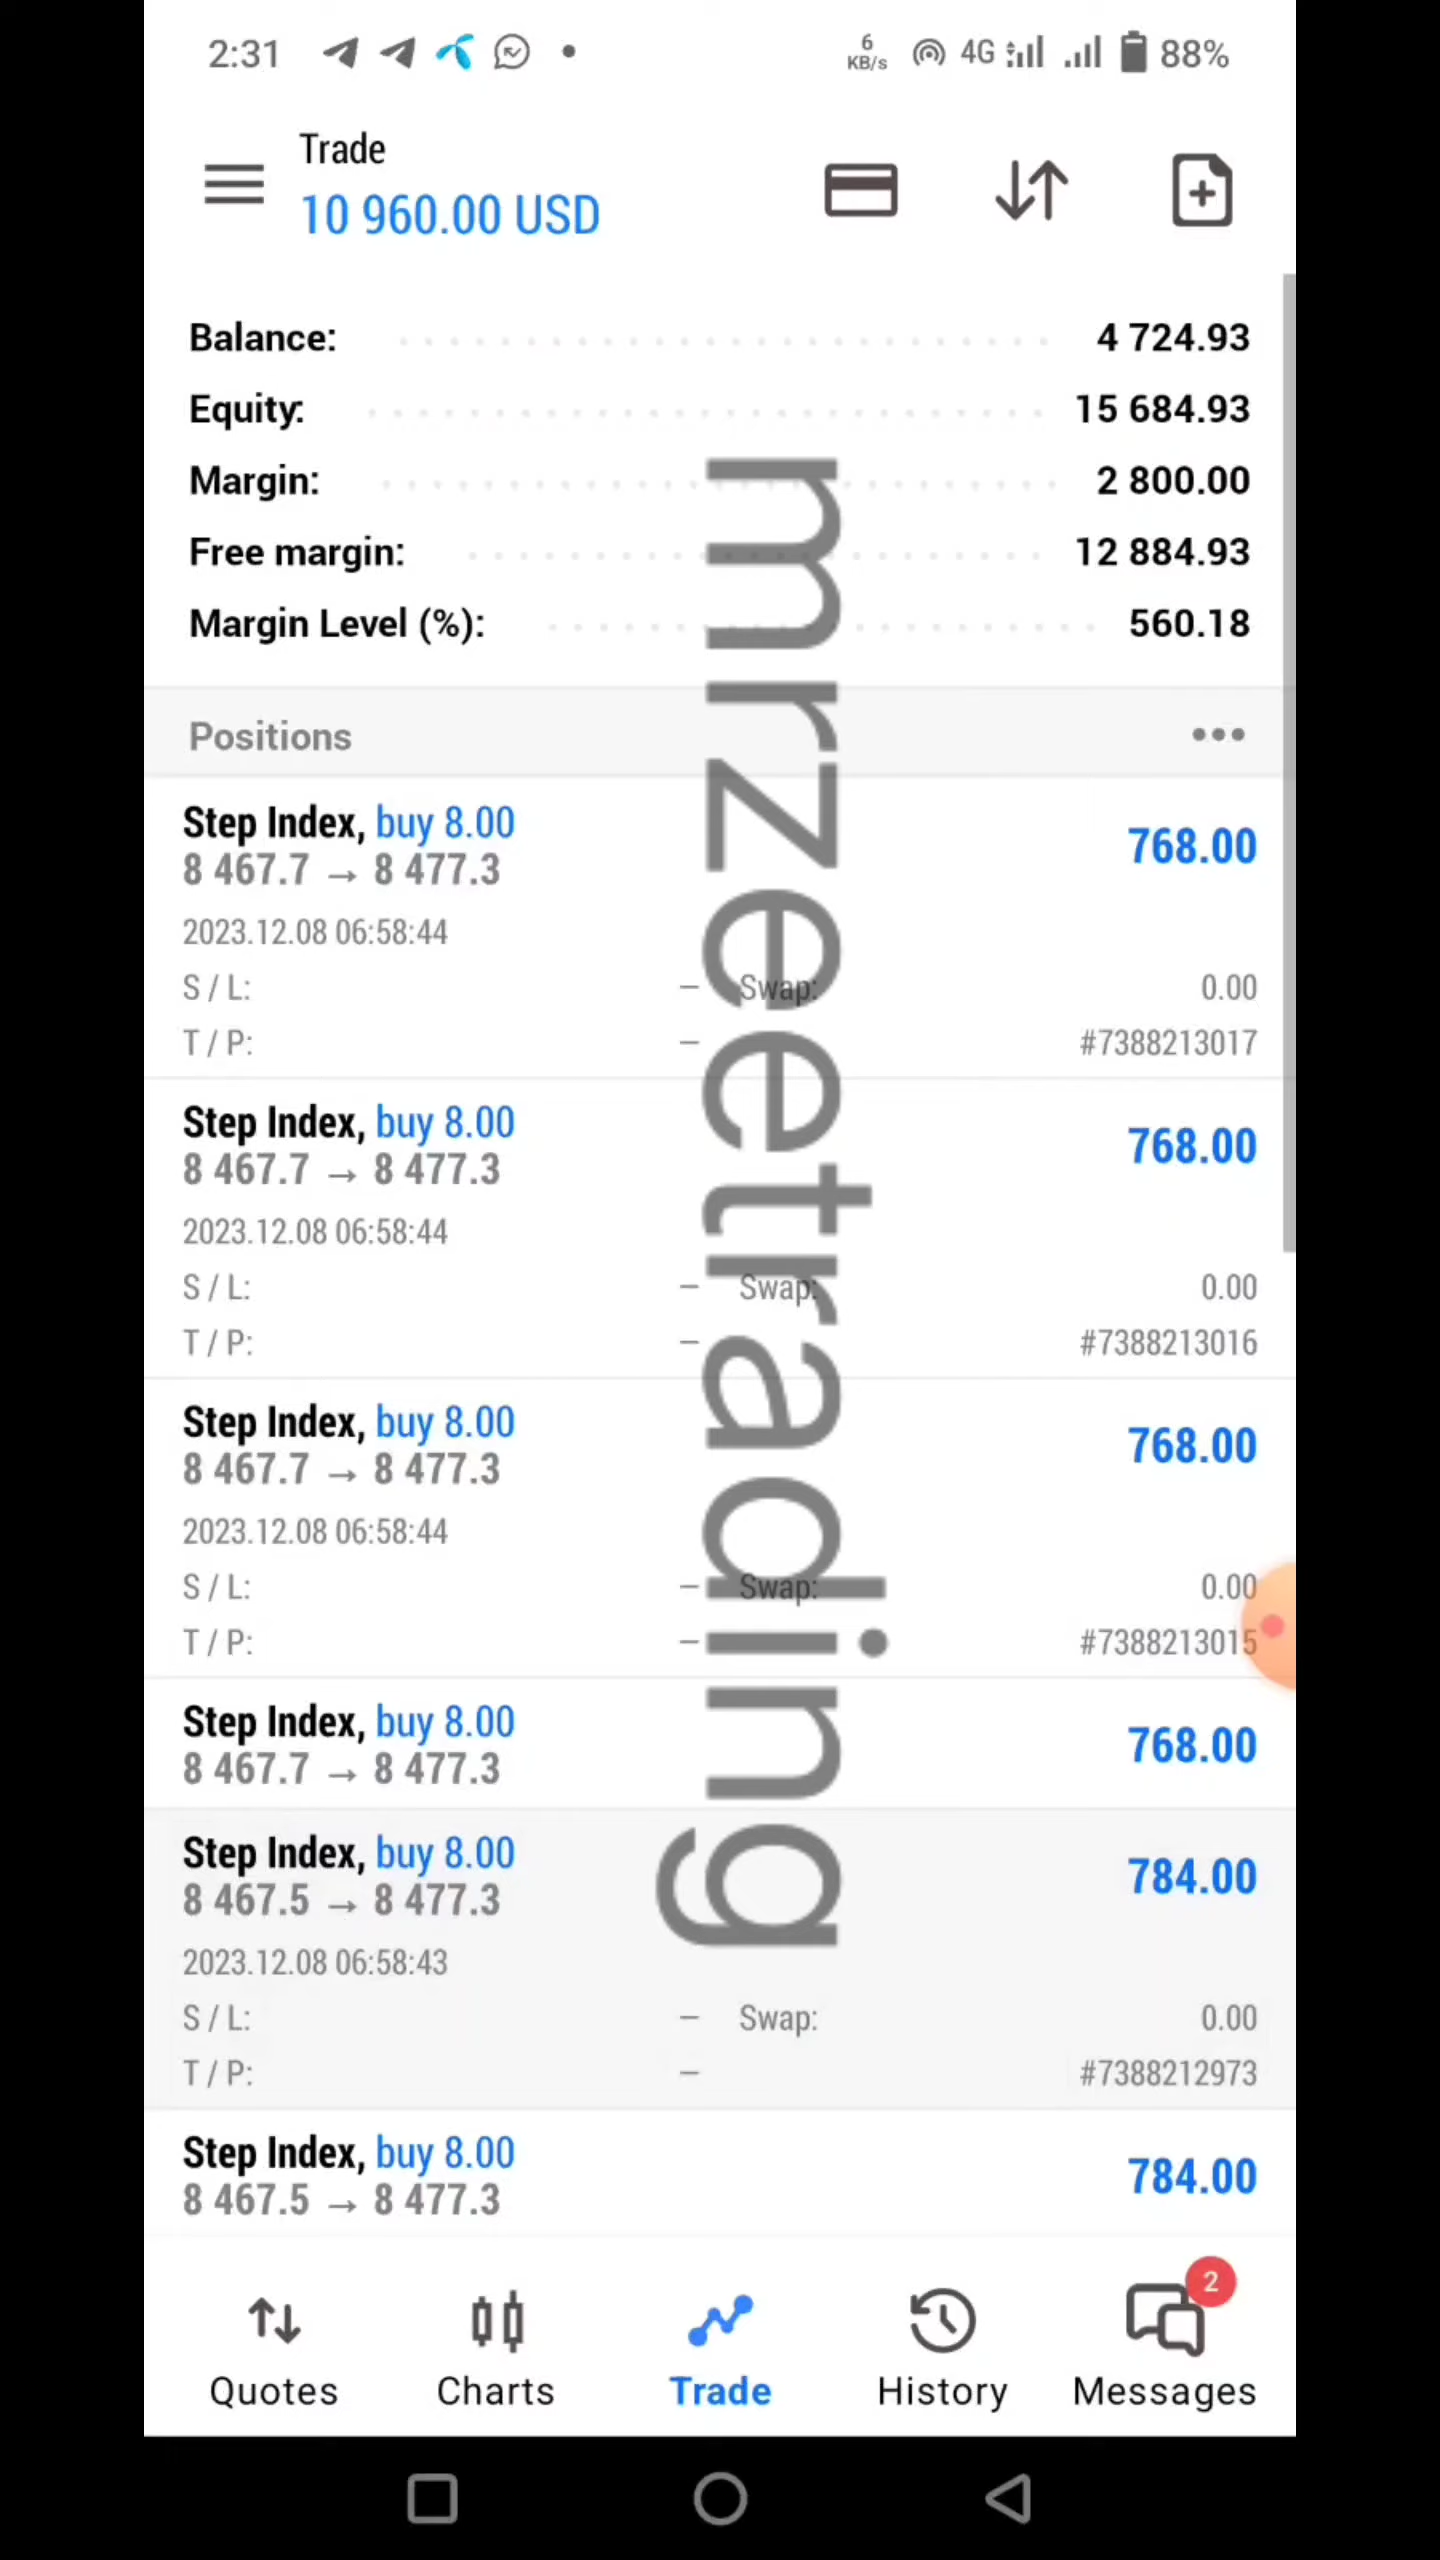 2:31
6 KB/s 4G 88%
Trade
10 960.00 USD
Balance: 4 724.93
Equity: 15 684.93
Margin: 2 800.00
Free margin: 12 884.93
Margin Level (%): 560.18
Positions
Step Index, buy 8.00 768.00
8 467.7 → 8 477.3
2023.12.08 06:58:44
S / L: – Swap: 0.00
T / P: – #7388213017
Step Index, buy 8.00 768.00
8 467.7 → 8 477.3
2023.12.08 06:58:44
S / L: – Swap: 0.00
T / P: – #7388213016
Step Index, buy 8.00 768.00
8 467.7 → 8 477.3
2023.12.08 06:58:44
S / L: – Swap: 0.00
T / P: – #7388213015
Step Index, buy 8.00 768.00
8 467.7 → 8 477.3
Step Index, buy 8.00 784.00
8 467.5 → 8 477.3
2023.12.08 06:58:43
S / L: – Swap: 0.00
T / P: – #7388212973
Step Index, buy 8.00 784.00
8 467.5 → 8 477.3
2
Quotes Charts Trade History Messages
mrzeetrading